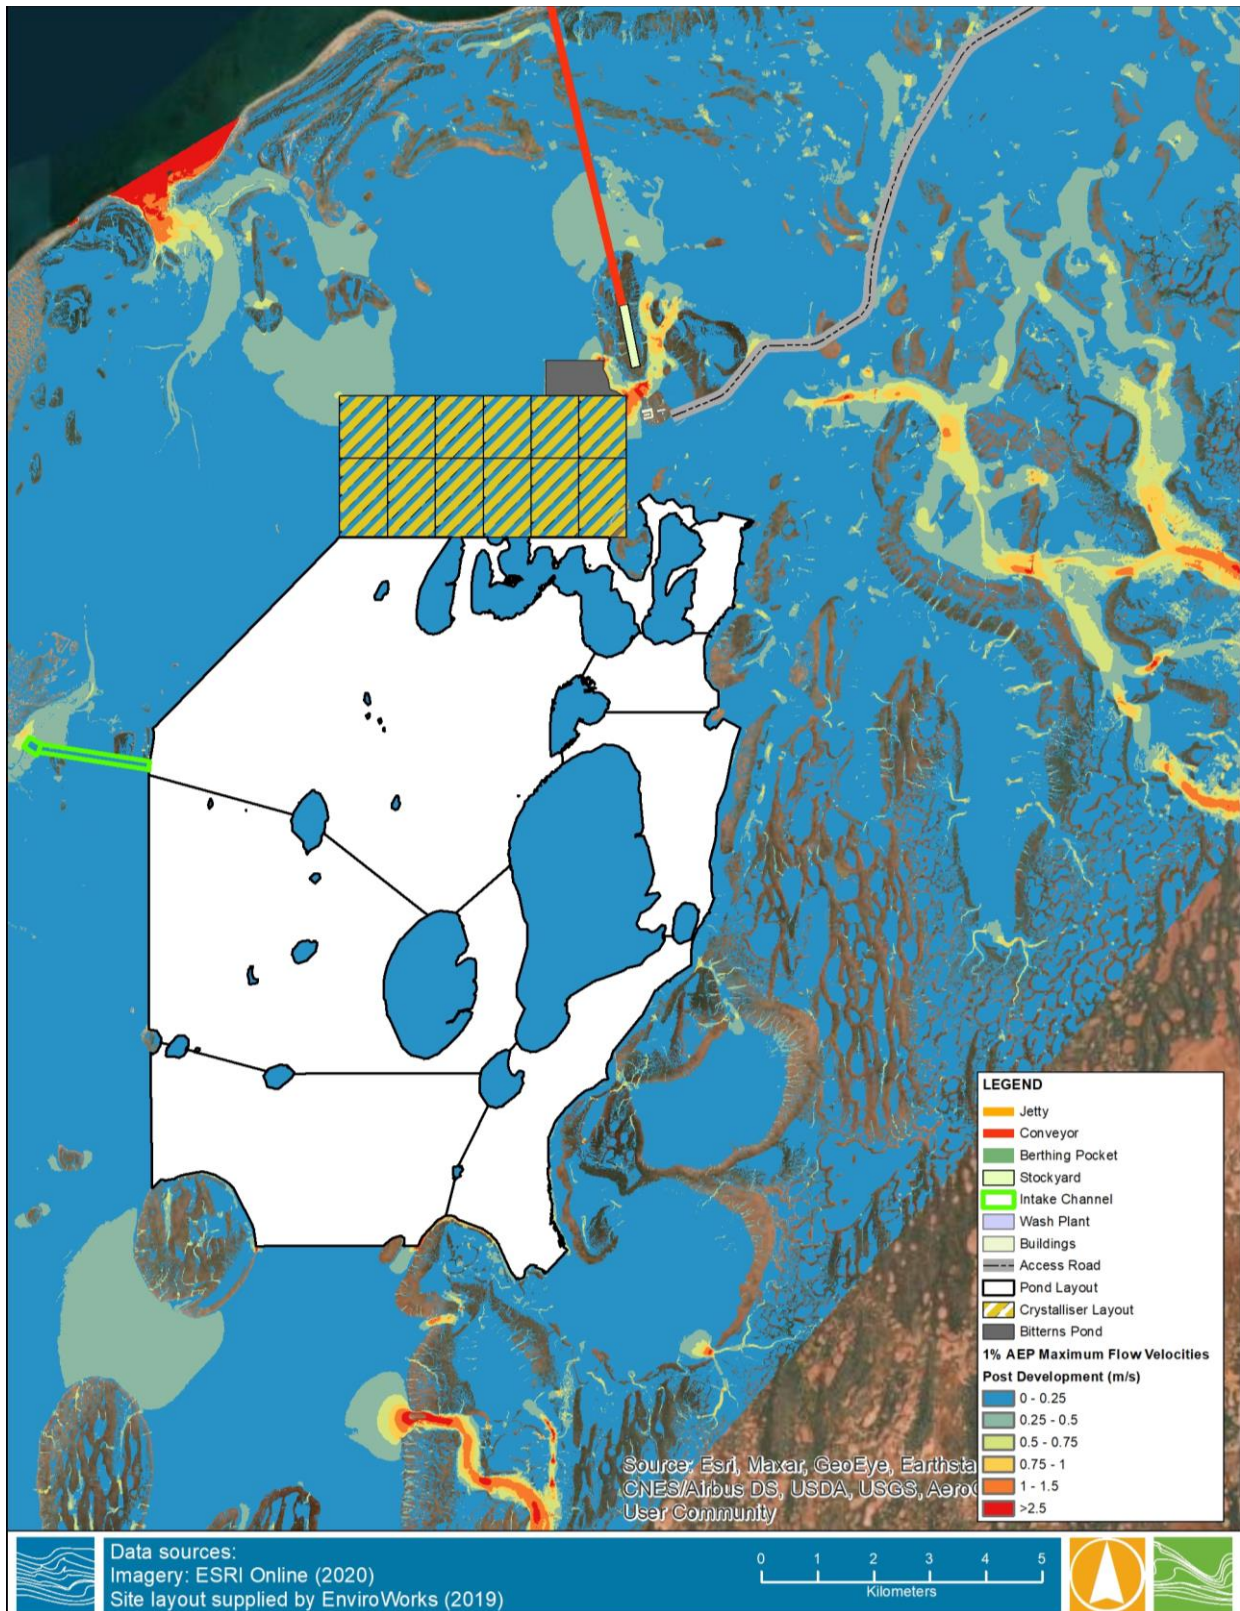 LEGEND
Jetty
Conveyor
Berthing Pocket
Stockyard
Intake Channel
Wash Plant
Buildings
Access Road
Pond Layout
Crystalliser Layout
Bitterns Pond
1% AEP Maximum Flow Velocities
Post Development (m/s)
0 - 0.25
0.25 - 0.5
0.5 - 0.75
0.75 - 1
1 - 1.5
>2.5
Source: Esri, Maxar, GeoEye, Earthsta
CNES/Airbus DS, USDA, USGS, Aero
User Community
Data sources:
Imagery: ESRI Online (2020)
Site layout supplied by EnviroWorks (2019)
0 1 2 3 4 5
Kilometers